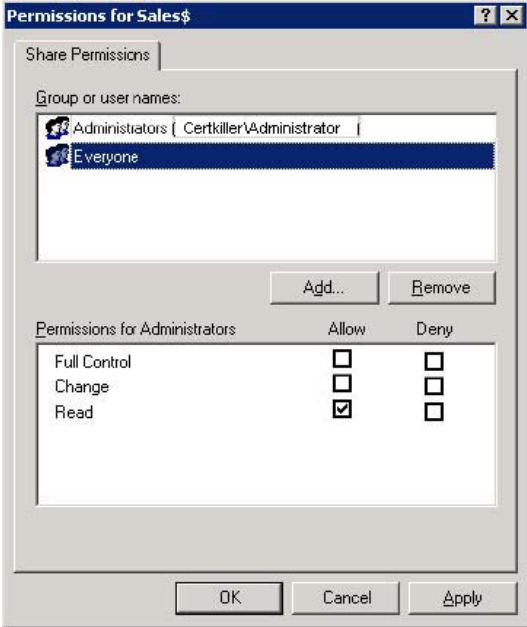 Permissions for Sales$
Share Permissions
Group or user names:
Administrators ( Certkiller\Administrator
Everyone
Add... Remove
Permissions for Administrators Allow Deny
Full Control
Change
Read
OK Cancel Apply